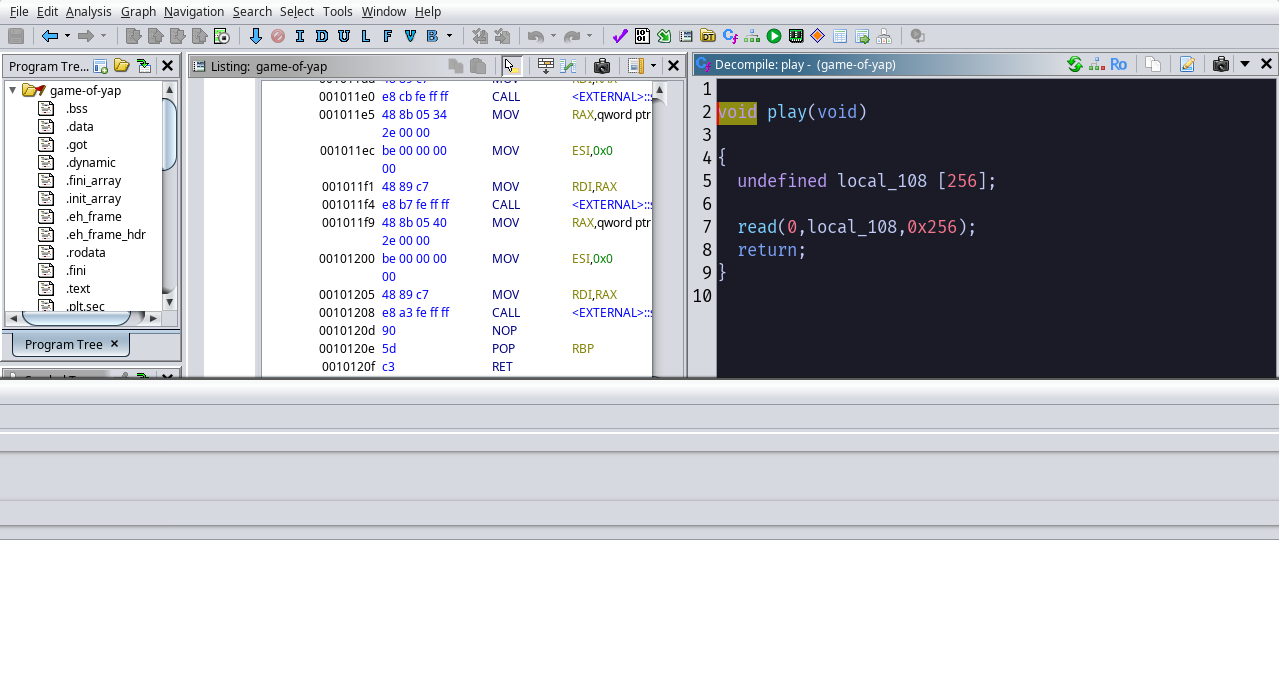 File Edit Analysis Graph Navigation Search Select Tools Window Help
I D U L F V B
Program Tre...
game-of-yap
.bss
.data
.got
.dynamic
.fini_array
.init_array
.eh_frame
.eh_frame_hdr
.rodata
.fini
.text
.plt.sec
Program Tree
Listing: game-of-yap
001011e0 e8 cb fe ff ff CALL <EXTERNAL>::
001011e5 48 8b 05 34 MOV RAX,qword ptr
2e 00 00
001011ec be 00 00 00 MOV ESI,0x0
00
001011f1 48 89 c7 MOV RDI,RAX
001011f4 e8 b7 fe ff ff CALL <EXTERNAL>::
001011f9 48 8b 05 40 MOV RAX,qword ptr
2e 00 00
00101200 be 00 00 00 MOV ESI,0x0
00
00101205 48 89 c7 MOV RDI,RAX
00101208 e8 a3 fe ff ff CALL <EXTERNAL>::
0010120d 90 NOP
0010120e 5d POP RBP
0010120f c3 RET
Decompile: play - (game-of-yap)
Ro
1
2 void play(void)
3
4 {
5 undefined local_108 [256];
6
7 read(0,local_108,0x256);
8 return;
9 }
10